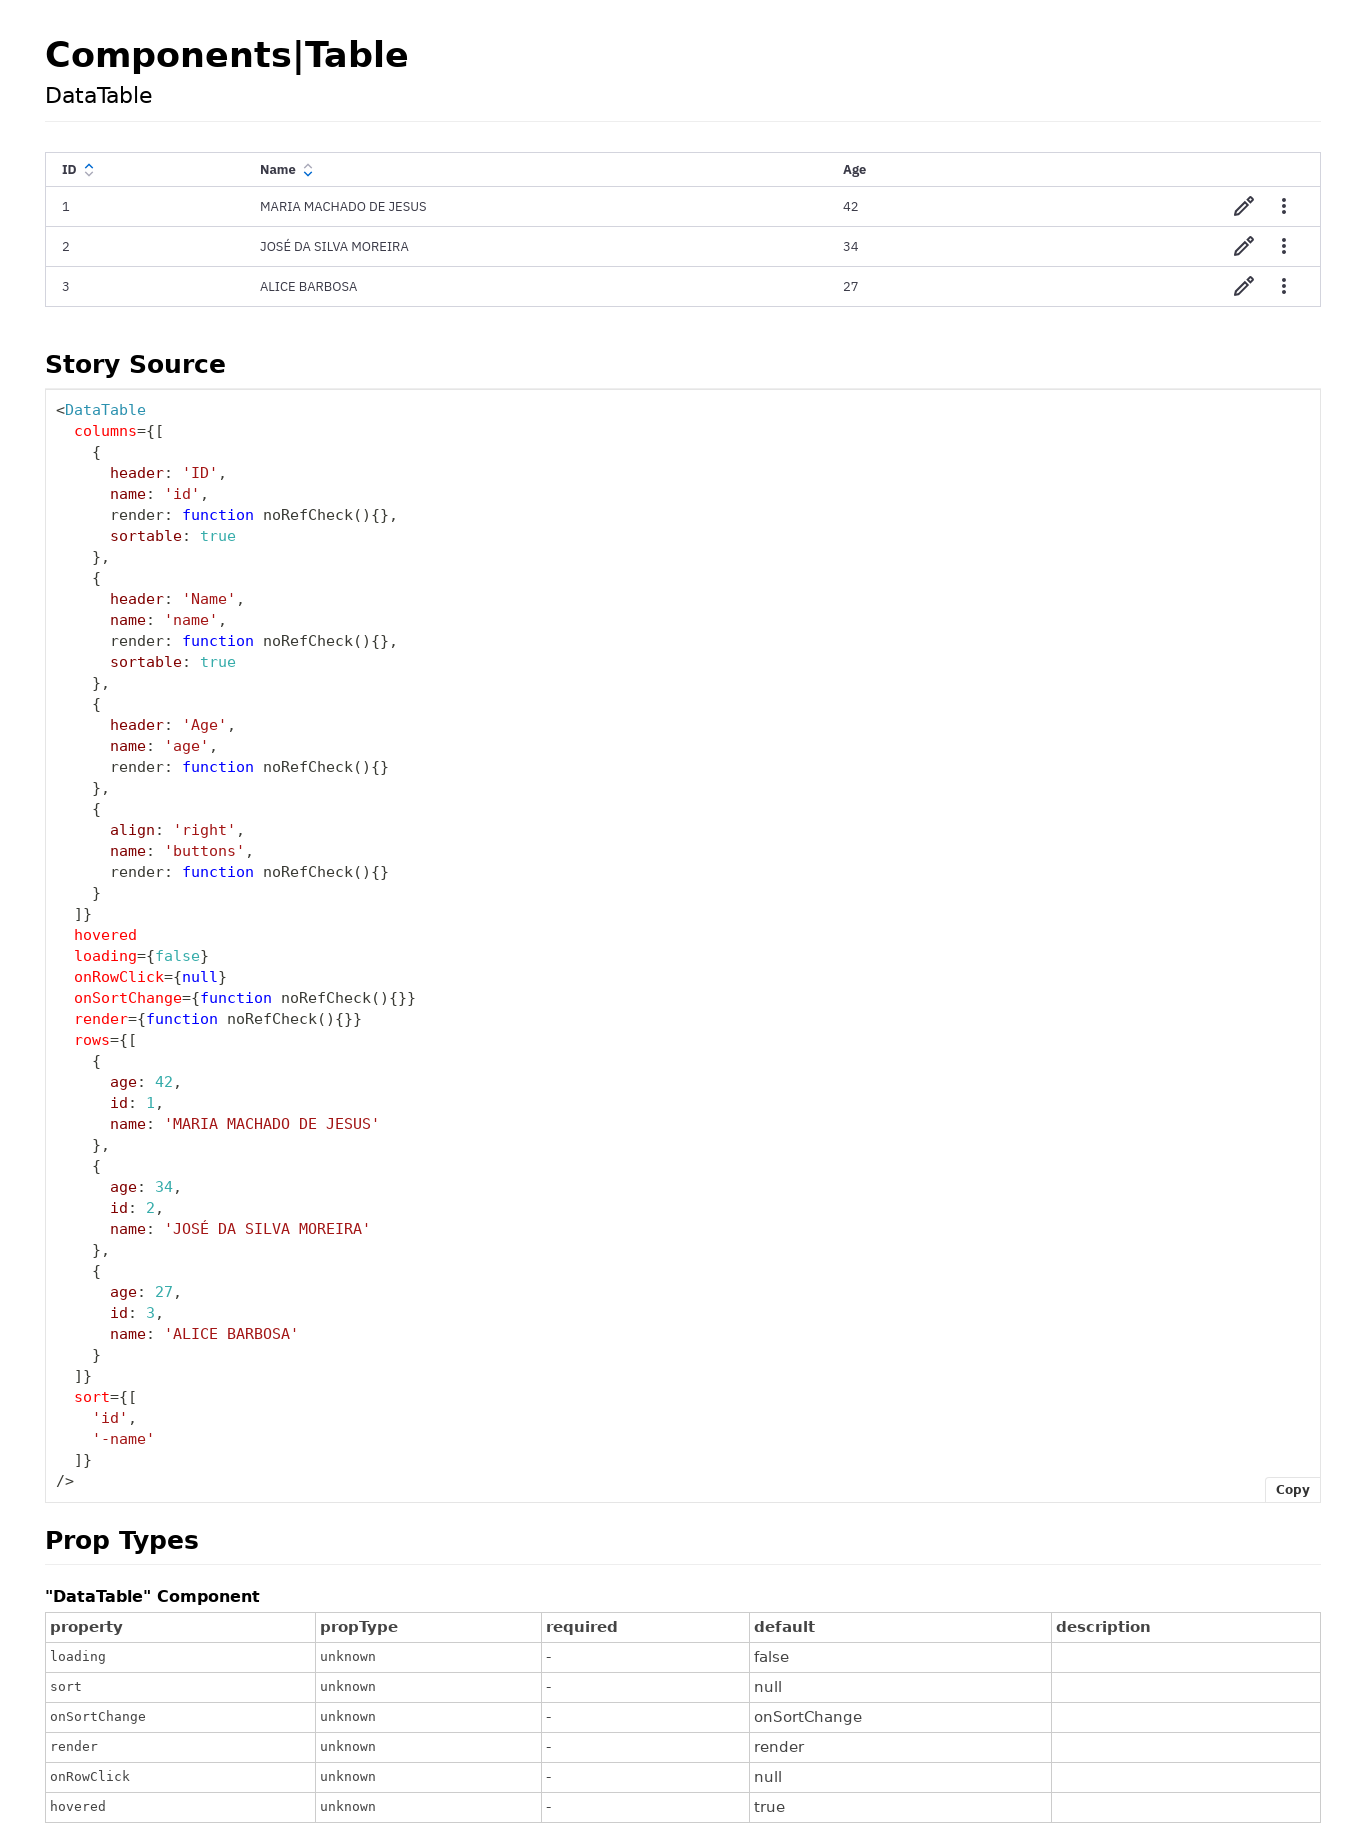 Components|Table
DataTable
ID Name Age
1 MARIA MACHADO DE JESUS 42
2 JOSÉ DA SILVA MOREIRA 34
3 ALICE BARBOSA 27
Story Source
<DataTable
  columns={[
    {
      header: 'ID',
      name: 'id',
      render: function noRefCheck(){},
      sortable: true
    },
    {
      header: 'Name',
      name: 'name',
      render: function noRefCheck(){},
      sortable: true
    },
    {
      header: 'Age',
      name: 'age',
      render: function noRefCheck(){}
    },
    {
      align: 'right',
      name: 'buttons',
      render: function noRefCheck(){}
    }
  ]}
  hovered
  loading={false}
  onRowClick={null}
  onSortChange={function noRefCheck(){}}
  render={function noRefCheck(){}}
  rows={[
    {
      age: 42,
      id: 1,
      name: 'MARIA MACHADO DE JESUS'
    },
    {
      age: 34,
      id: 2,
      name: 'JOSÉ DA SILVA MOREIRA'
    },
    {
      age: 27,
      id: 3,
      name: 'ALICE BARBOSA'
    }
  ]}
  sort={[
    'id',
    '-name'
  ]}
/>
Copy
Prop Types
"DataTable" Component
property propType required default description
loading unknown - false
sort unknown - null
onSortChange unknown - onSortChange
render unknown - render
onRowClick unknown - null
hovered unknown - true